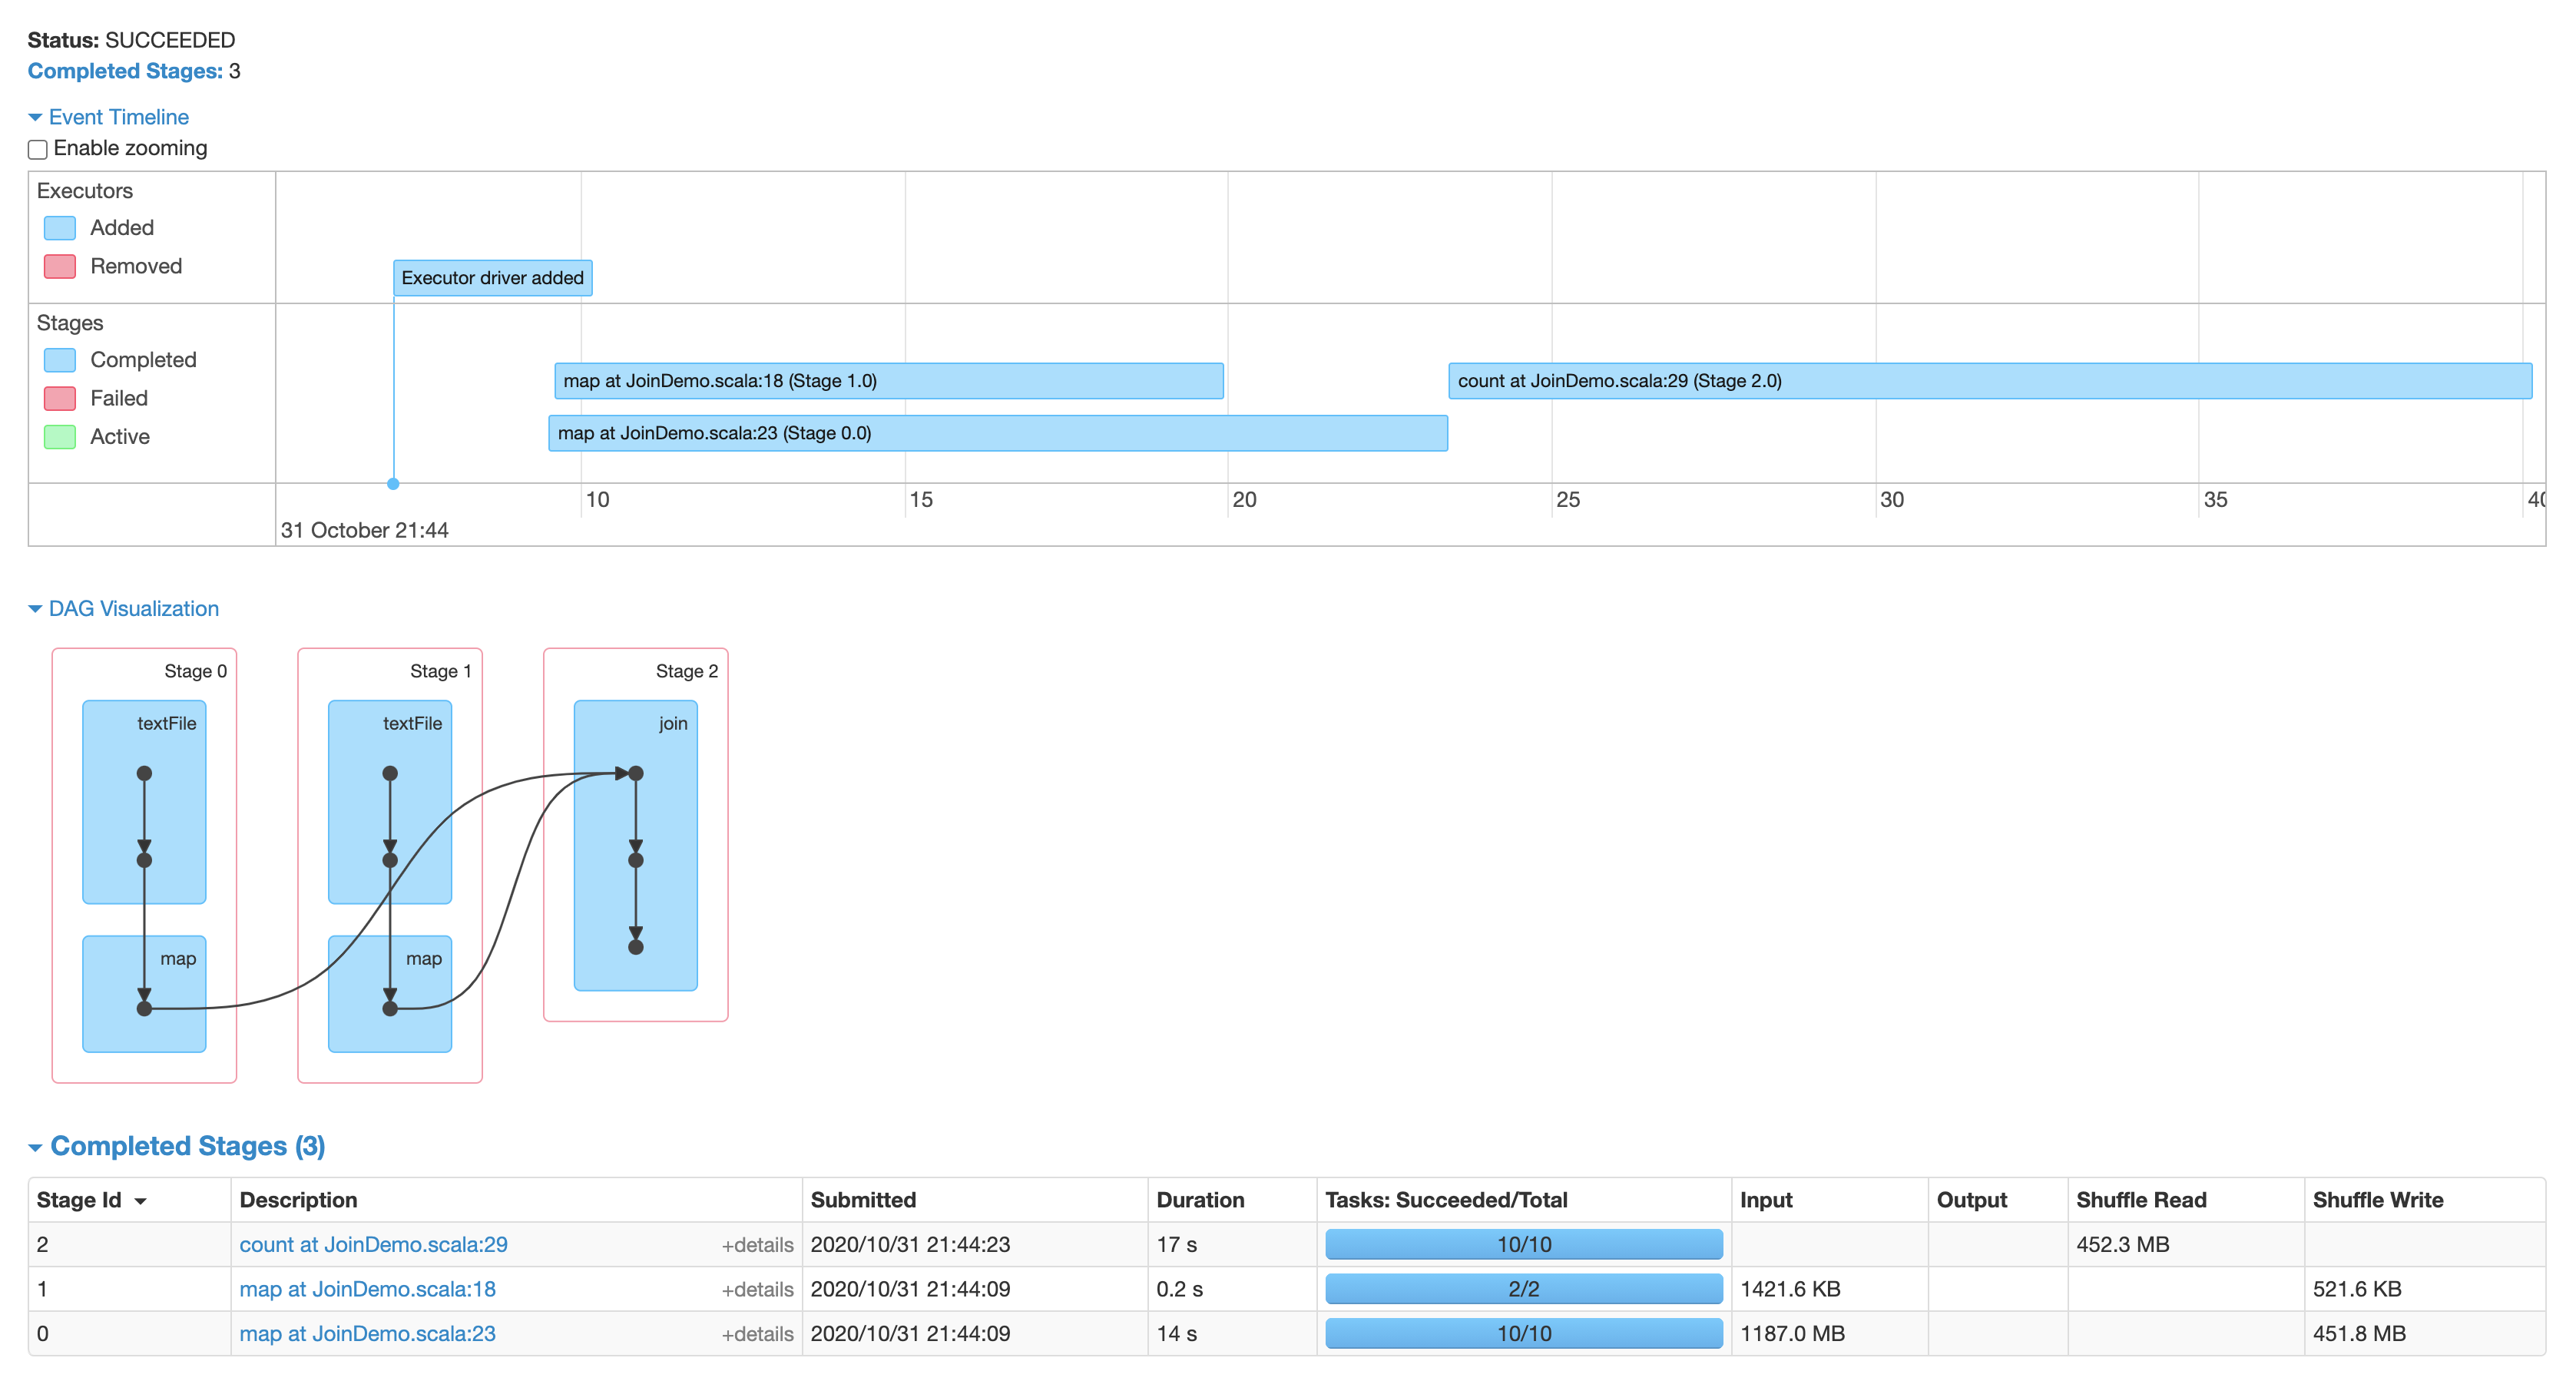 Status: SUCCEEDED
Completed Stages: 3
Event Timeline
Enable zooming
Executors
Added
Removed
Executor driver added
Stages
Completed
Failed
Active
map at JoinDemo.scala:18 (Stage 1.0)
count at JoinDemo.scala:29 (Stage 2.0)
map at JoinDemo.scala:23 (Stage 0.0)
10 15 20 25 30 35 40
31 October 21:44
DAG Visualization
Stage 0 Stage 1 Stage 2
textFile textFile join
map map
Completed Stages (3)
Stage Id Description Submitted Duration Tasks: Succeeded/Total Input Output Shuffle Read Shuffle Write
2 count at JoinDemo.scala:29 +details 2020/10/31 21:44:23 17 s 10/10 452.3 MB
1 map at JoinDemo.scala:18 +details 2020/10/31 21:44:09 0.2 s 2/2 1421.6 KB 521.6 KB
0 map at JoinDemo.scala:23 +details 2020/10/31 21:44:09 14 s 10/10 1187.0 MB 451.8 MB